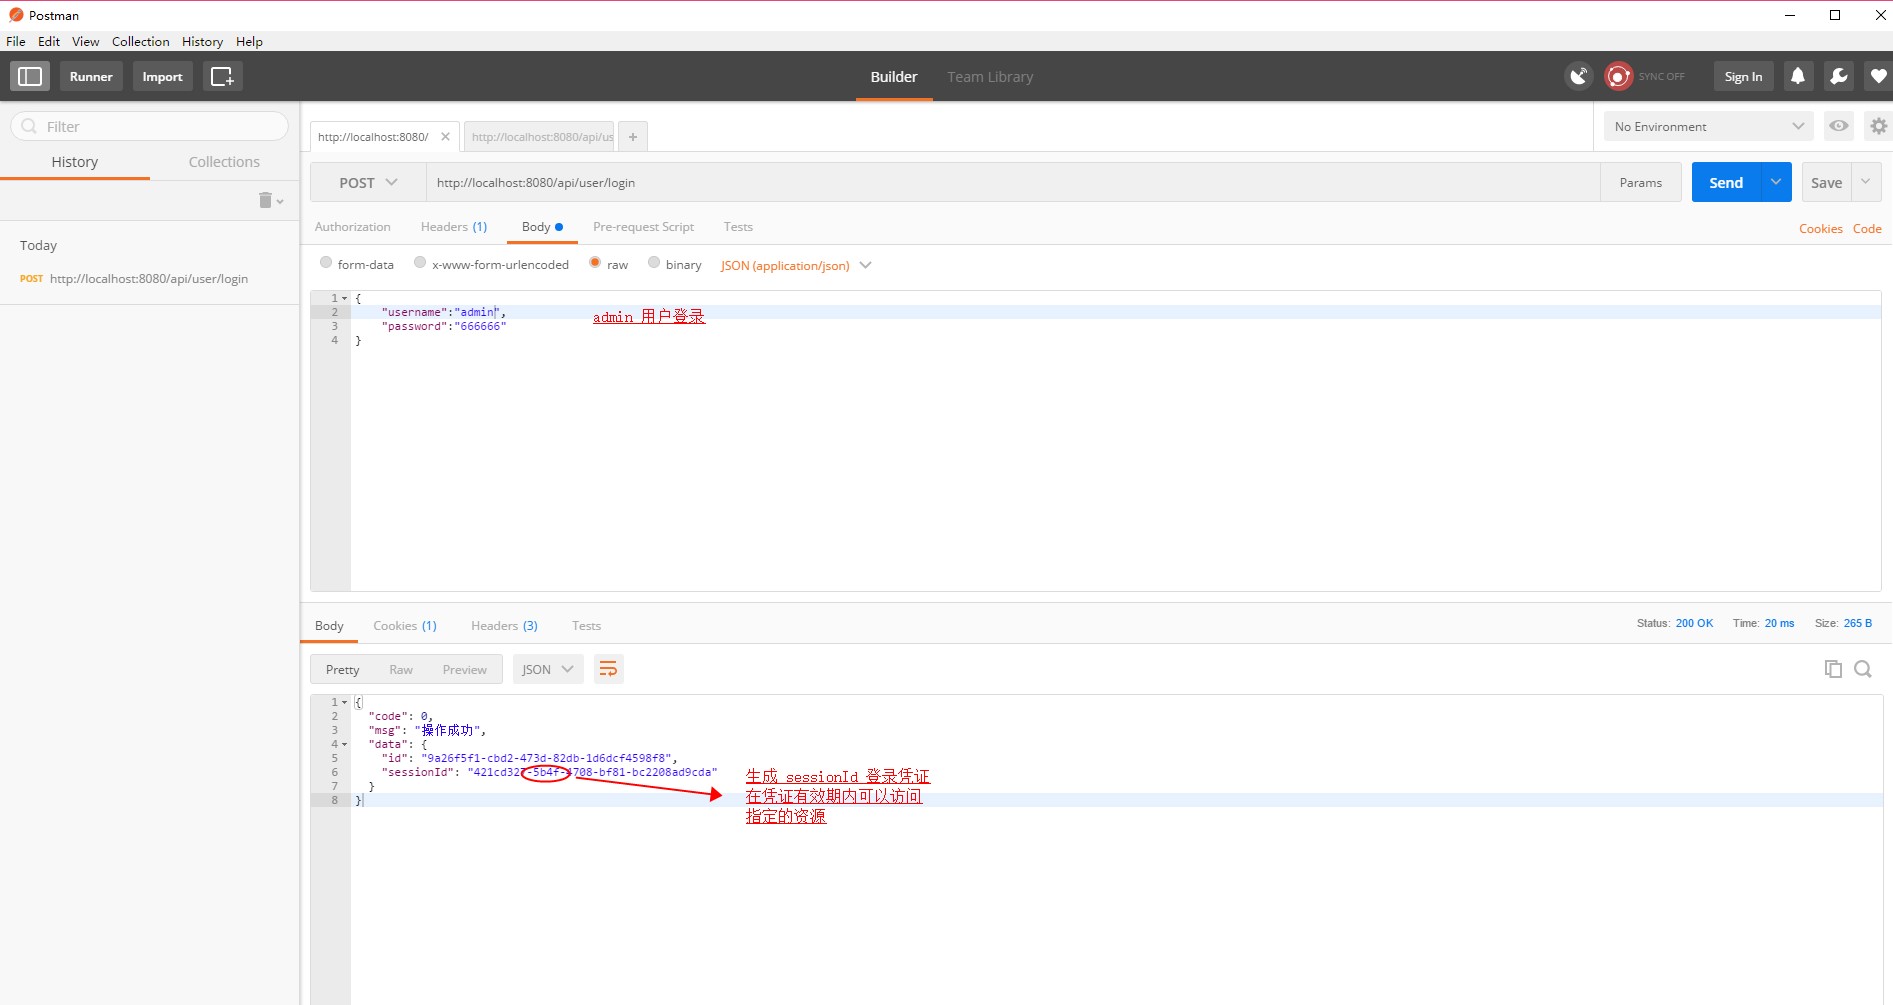 Postman
File Edit View Collection History Help
Runner Import Builder Team Library SYNC OFF Sign In
Filter
History Collections
Today
POST http://localhost:8080/api/user/login
http://localhost:8080/ http://localhost:8080/api/us + No Environment
POST http://localhost:8080/api/user/login Params Send Save
Authorization Headers (1) Body Pre-request Script Tests Cookies Code
form-data x-www-form-urlencoded raw binary JSON (application/json)
1 {
2 "username":"admin", admin 用户登录
3 "password":"666666"
4 }
Body Cookies (1) Headers (3) Tests Status: 200 OK Time: 20 ms Size: 265 B
Pretty Raw Preview JSON
1 {
2 "code": 0,
3 "msg": "操作成功",
4 "data": {
5 "id": "9a26f5f1-cbd2-473d-82db-1d6dcf4598f8",
6 "sessionId": "421cd327-5b4f-4708-bf81-bc2208ad9cda"
7 }
8 }
生成 sessionId 登录凭证
在凭证有效期内可以访问
指定的资源